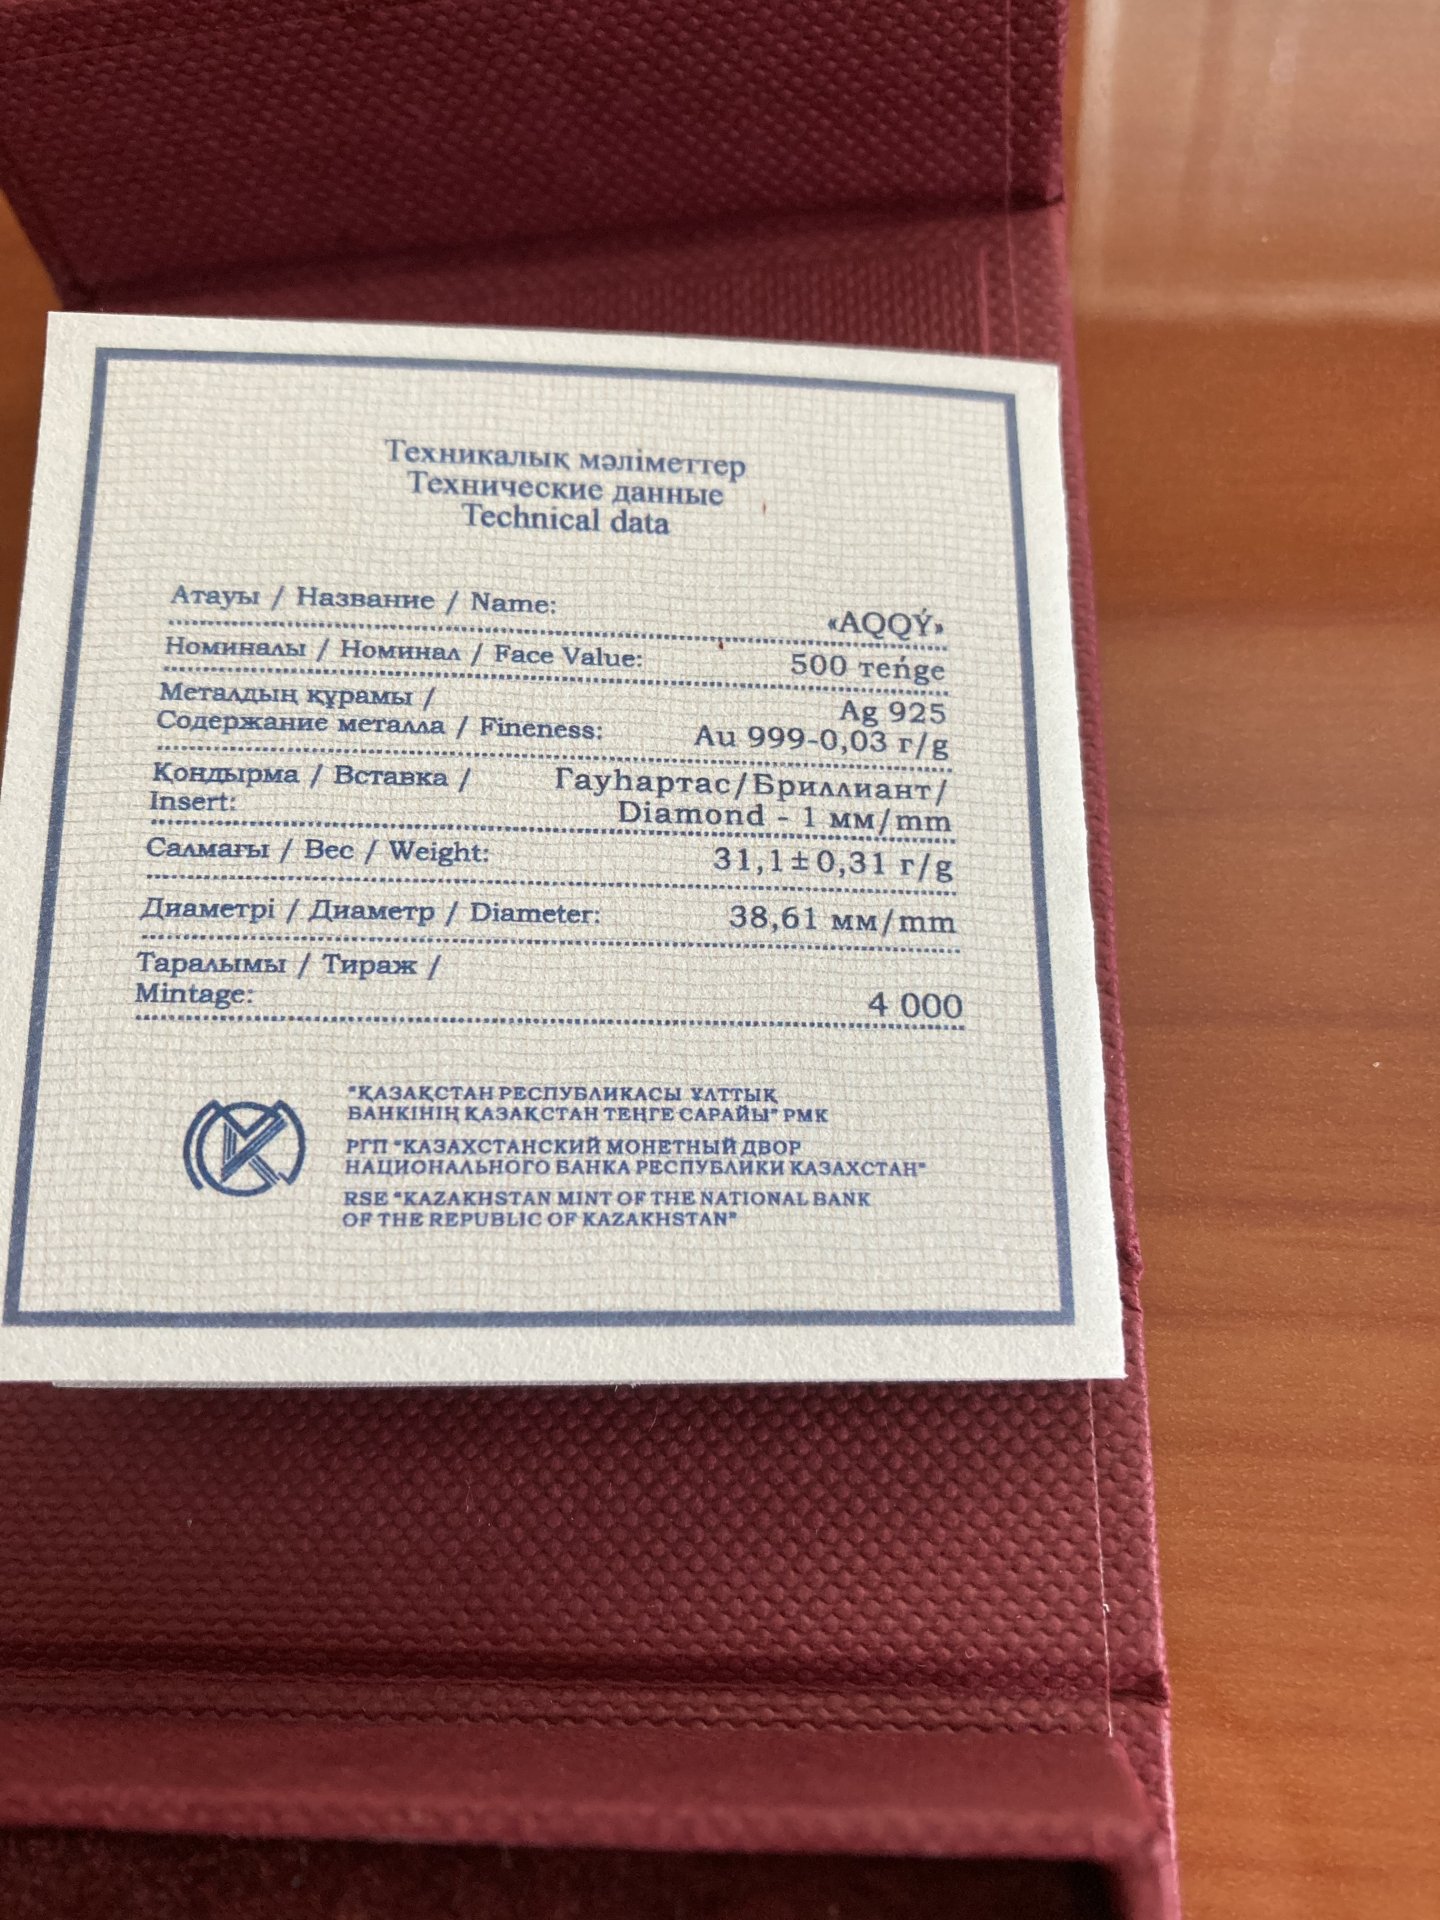 Техникалық мәліметтер
Технические данные
Technical data
Атауы / Название / Name:
«AQQÝ»
Номиналы / Номинал / Face Value: 500 теńge
Металдың құрамы /
Содержание металла / Fineness:
Ag 925
Au 999-0,03 г/g
Қондырма / Вставка /
Insert:
Гауһартас/Бриллиант/
Diamond - 1 мм/mm
Салмағы / Вес / Weight: 31,1±0,31 г/g
Диаметрі / Диаметр / Diameter: 38,61 мм/mm
Таралымы / Тираж /
Mintage: 4 000
"ҚАЗАҚСТАН РЕСПУБЛИКАСЫ ҰЛТТЫҚ
БАНКІНІҢ ҚАЗАҚСТАН ТЕҢГЕ САРАЙЫ" РМК
РГП "КАЗАХСТАНСКИЙ МОНЕТНЫЙ ДВОР
НАЦИОНАЛЬНОГО БАНКА РЕСПУБЛИКИ КАЗАХСТАН"
RSE "KAZAKHSTAN MINT OF THE NATIONAL BANK
OF THE REPUBLIC OF KAZAKHSTAN"